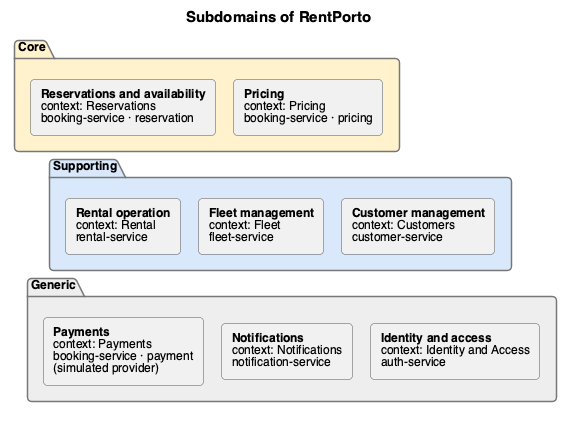 Subdomains of RentPorto
Core
Reservations and availability
context: Reservations
booking-service · reservation
Pricing
context: Pricing
booking-service · pricing
Supporting
Rental operation
context: Rental
rental-service
Fleet management
context: Fleet
fleet-service
Customer management
context: Customers
customer-service
Generic
Payments
context: Payments
booking-service · payment
(simulated provider)
Notifications
context: Notifications
notification-service
Identity and access
context: Identity and Access
auth-service